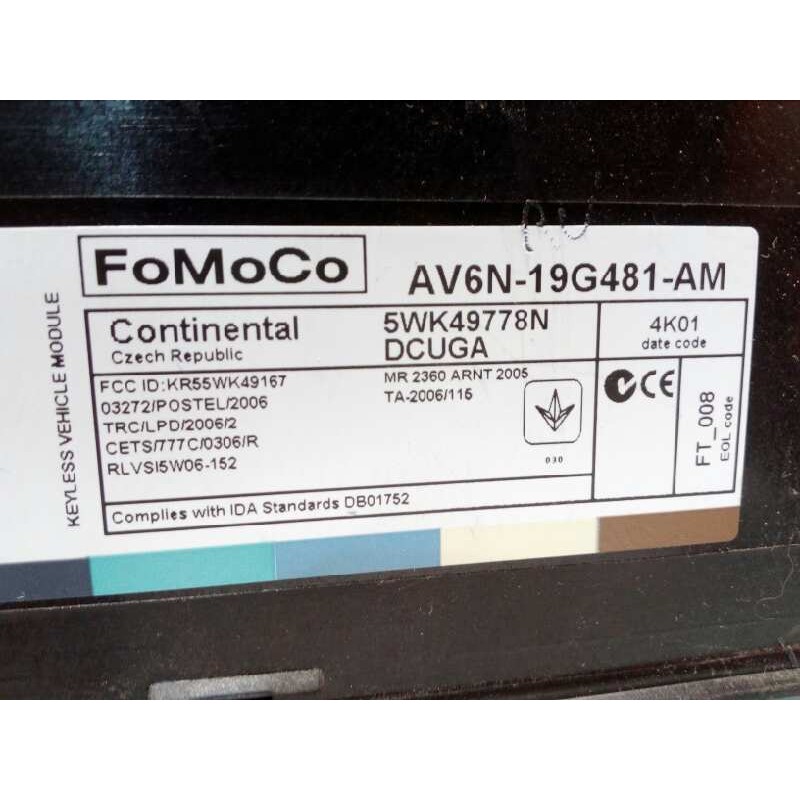 FoMoCo
AV6N-19G481-AM
KEYLESS VEHICLE MODULE
Continental
Czech Republic
5WK49778N
DCUGA
4K01
date code
FCC ID:KR55WK49167
03272/POSTEL/2006
TRC/LPD/2006/2
CETS/777C/0306/R
RLVSI5W06-152
MR 2360 ARNT 2005
TA-2006/115
030
CE
FT_008
EOL code
Complies with IDA Standards DB01752